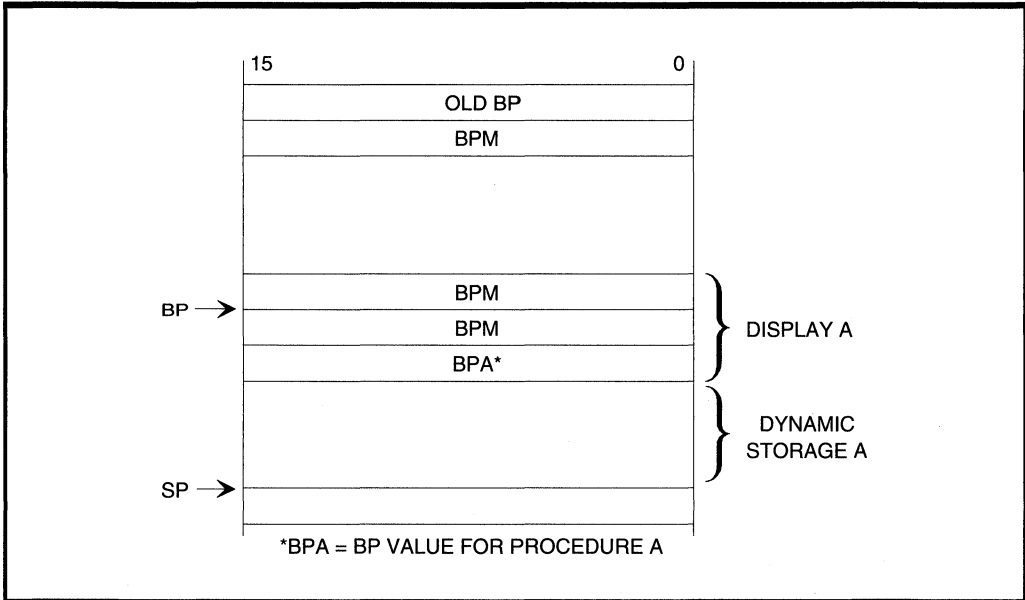 15 0
OLD BP
BPM
BPM
BP
BPM
DISPLAY A
BPA*
DYNAMIC
STORAGE A
SP
*BPA = BP VALUE FOR PROCEDURE A